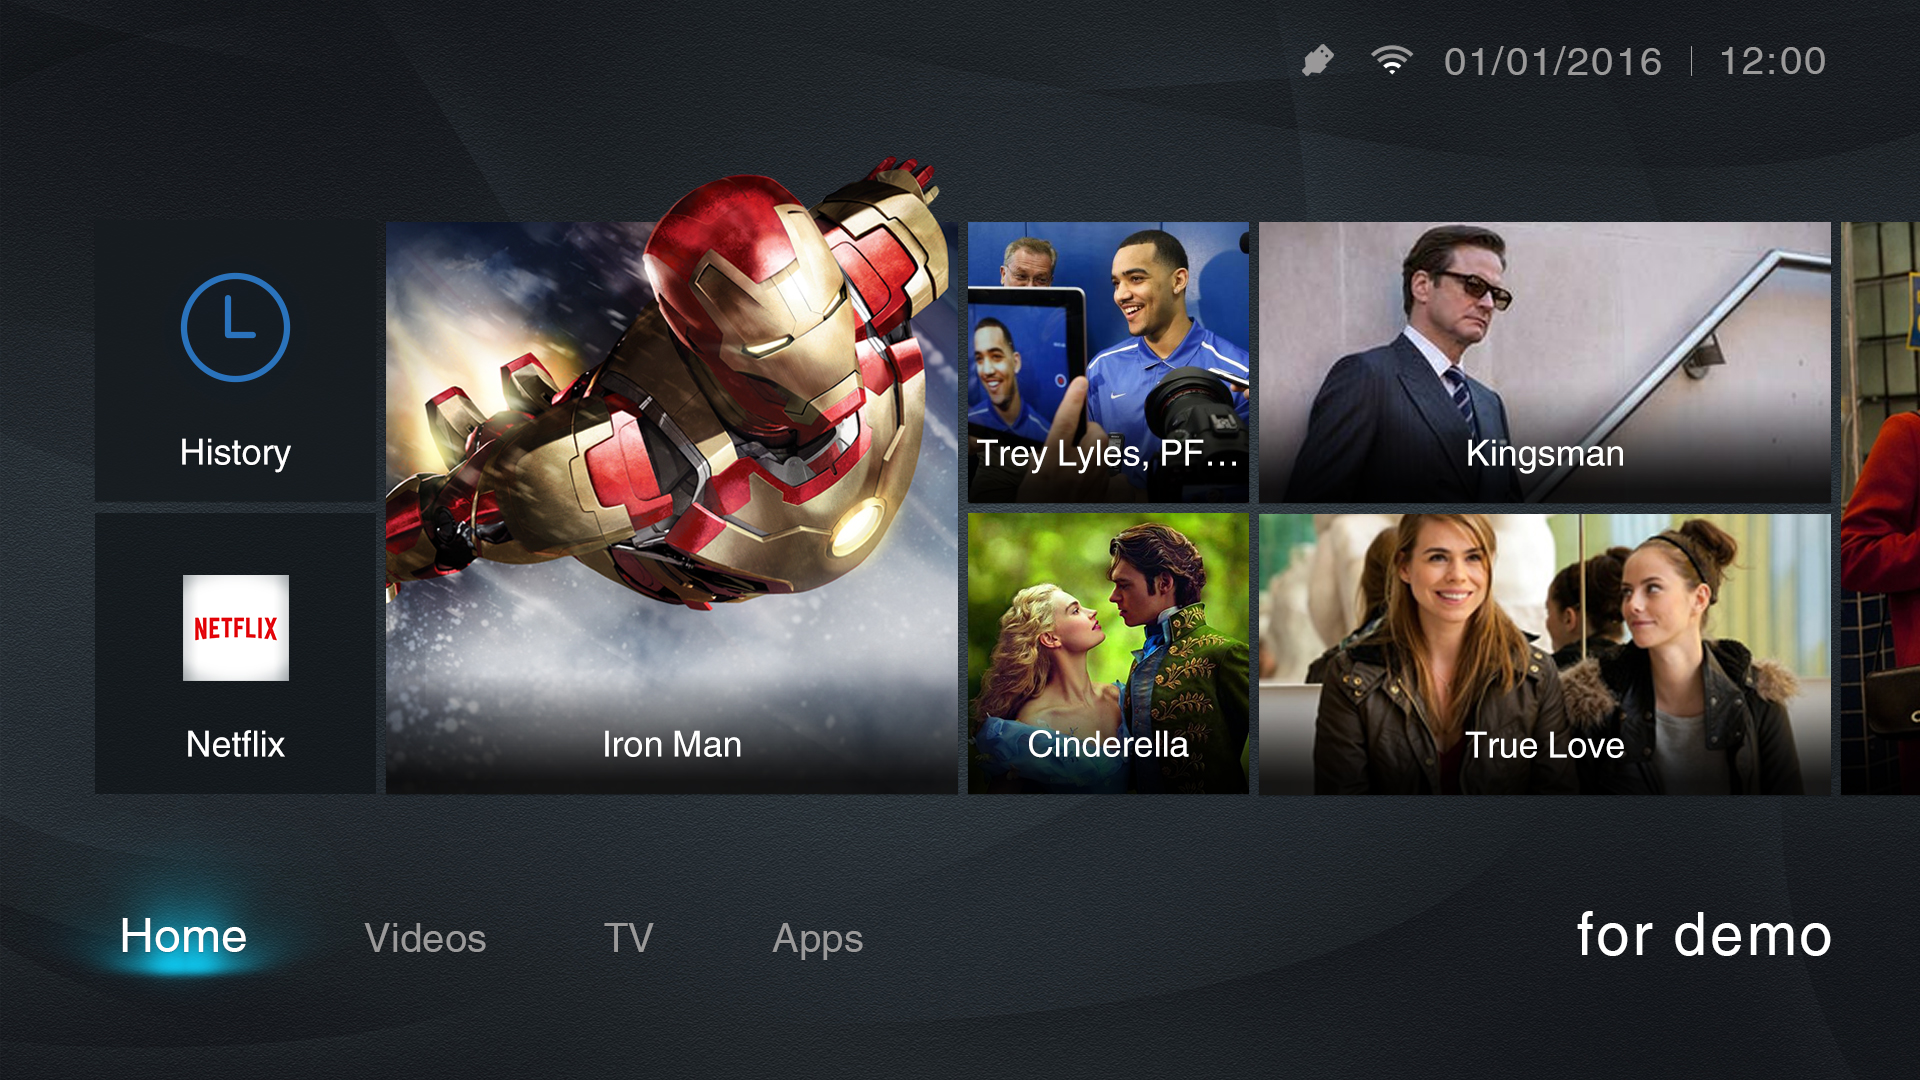 01/01/2016 | 12:00
History
Trey Lyles, PF...
Kingsman
NETFLIX
Netflix
Iron Man
Cinderella
True Love
Home
Videos
TV
Apps
for demo